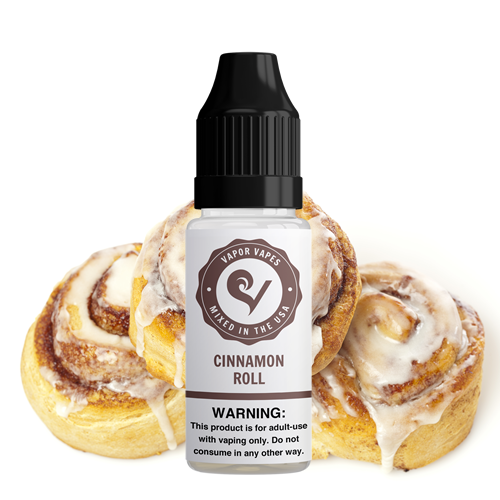 VAPOR VAPES
MIXED IN THE USA
CINNAMON
ROLL
WARNING:
This product is for adult-use
with vaping only. Do not
consume in any other way.